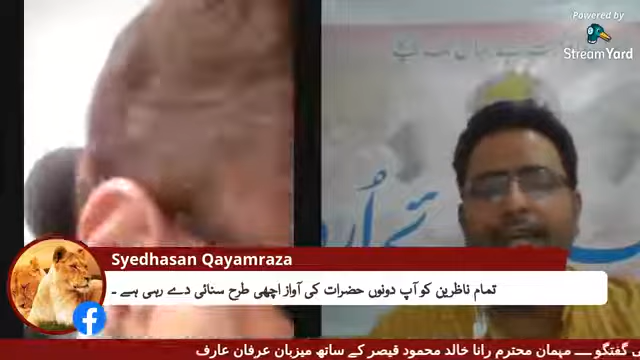 Powered by
StreamYard
Syedhasan Qayamraza
تمام ناظرین کو آپ دونوں حضرات کی آواز اچھی طرح سنائی دے رہی ہے ۔
گفتگو ـــ مہمان محترم رانا خالد محمود قیصر کے ساتھ میزبان عرفان عارف